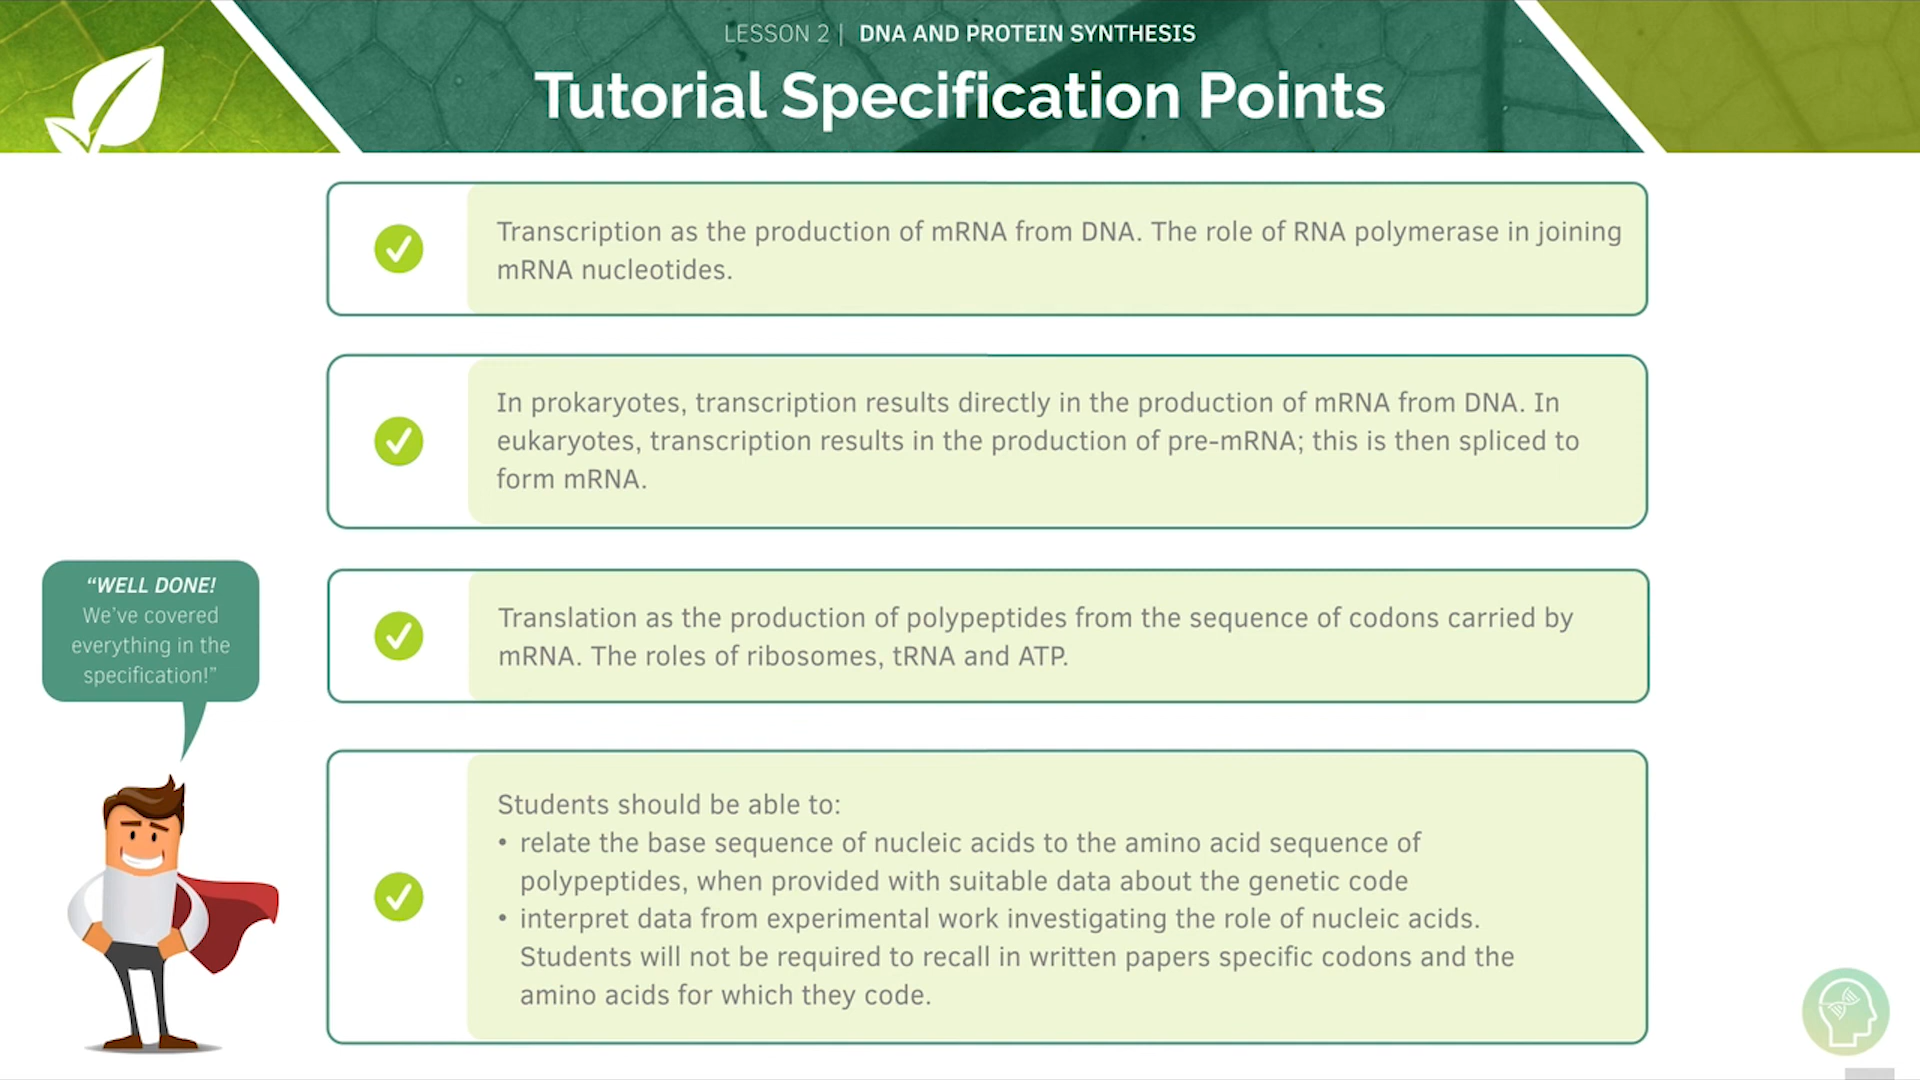 LESSON 2 | DNA AND PROTEIN SYNTHESIS
Tutorial Specification Points
Transcription as the production of mRNA from DNA. The role of RNA polymerase in joining
mRNA nucleotides.
In prokaryotes, transcription results directly in the production of mRNA from DNA. In
eukaryotes, transcription results in the production of pre-mRNA; this is then spliced to
form mRNA.
Translation as the production of polypeptides from the sequence of codons carried by
mRNA. The roles of ribosomes, tRNA and ATP.
Students should be able to:
• relate the base sequence of nucleic acids to the amino acid sequence of
polypeptides, when provided with suitable data about the genetic code
• interpret data from experimental work investigating the role of nucleic acids.
Students will not be required to recall in written papers specific codons and the
amino acids for which they code.
“WELL DONE!
We’ve covered
everything in the
specification!”